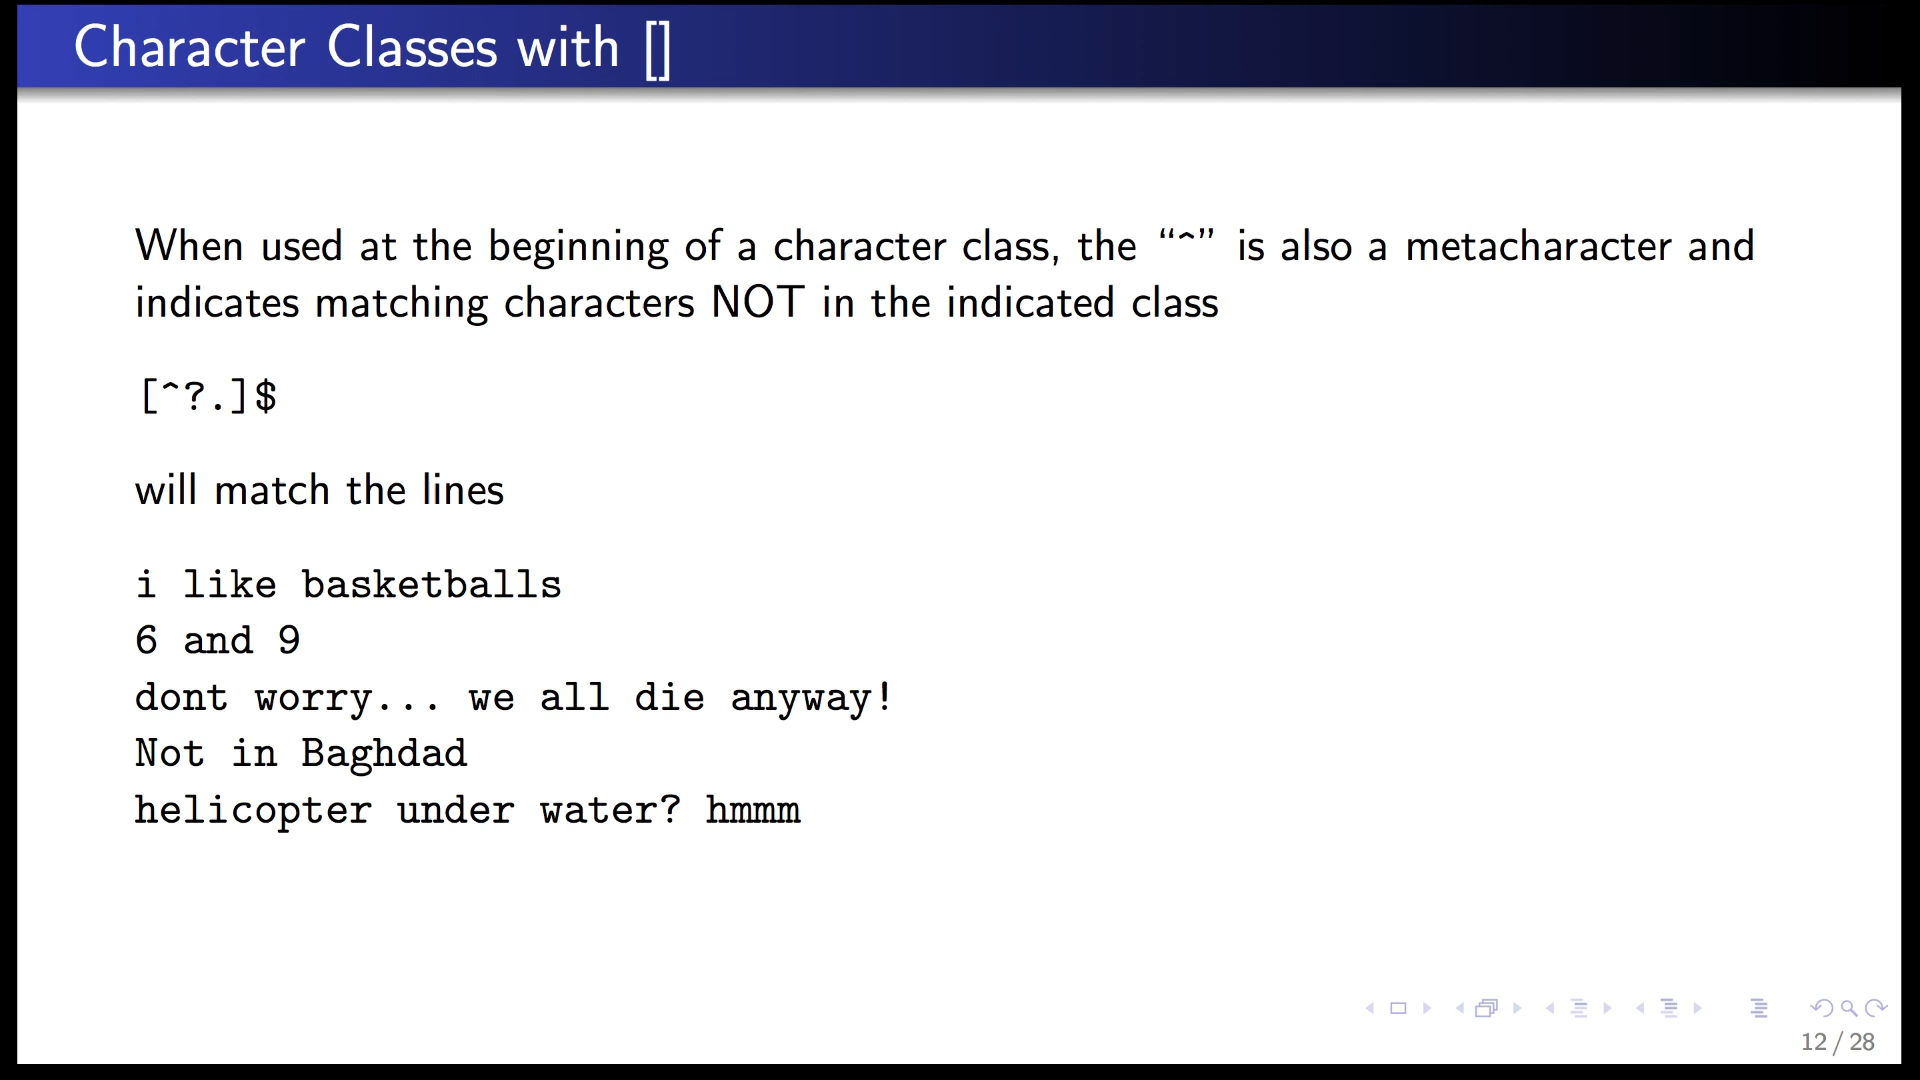 Character Classes with []
When used at the beginning of a character class, the “^” is also a metacharacter and
indicates matching characters NOT in the indicated class
[^?.]$
will match the lines
i like basketballs
6 and 9
dont worry... we all die anyway!
Not in Baghdad
helicopter under water? hmmm
12 / 28